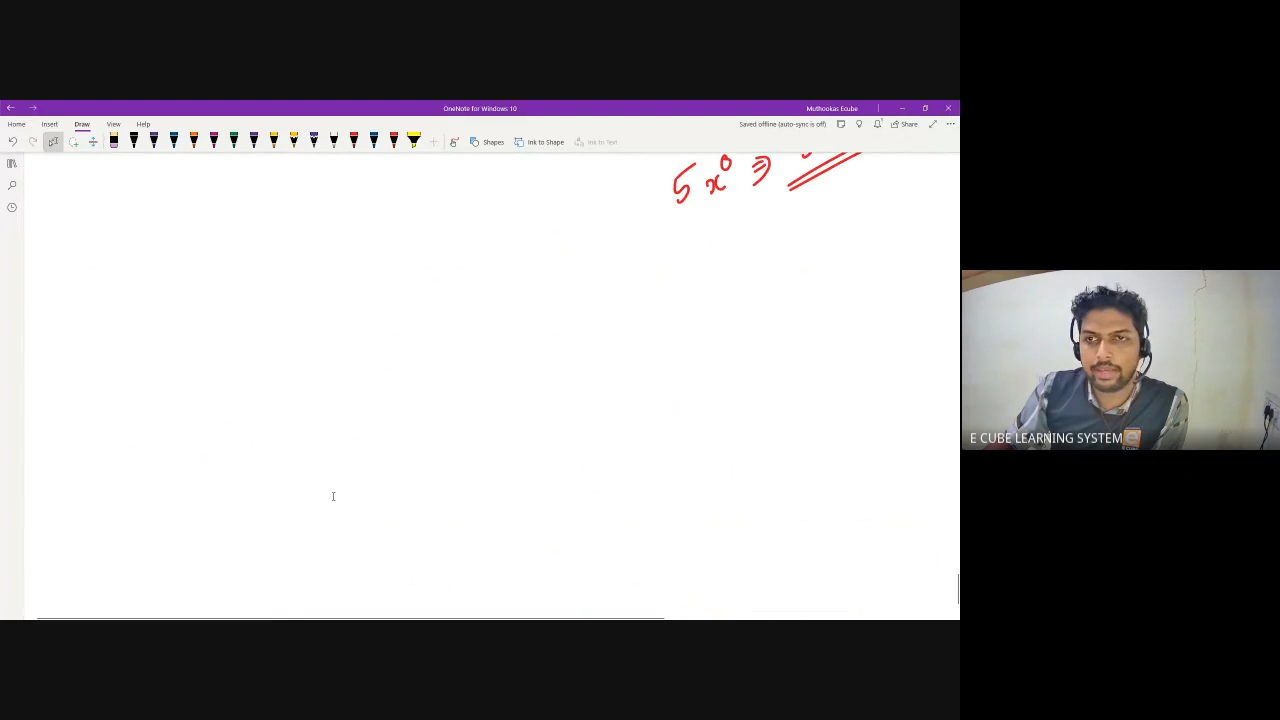 OneNote for Windows 10
Muthookas Ecube
Home Insert Draw View Help
Saved offline (auto-sync is off)
Share
Shapes
Ink to Shape
Ink to Text
5x⁰ ⇒
E CUBE LEARNING SYSTEM